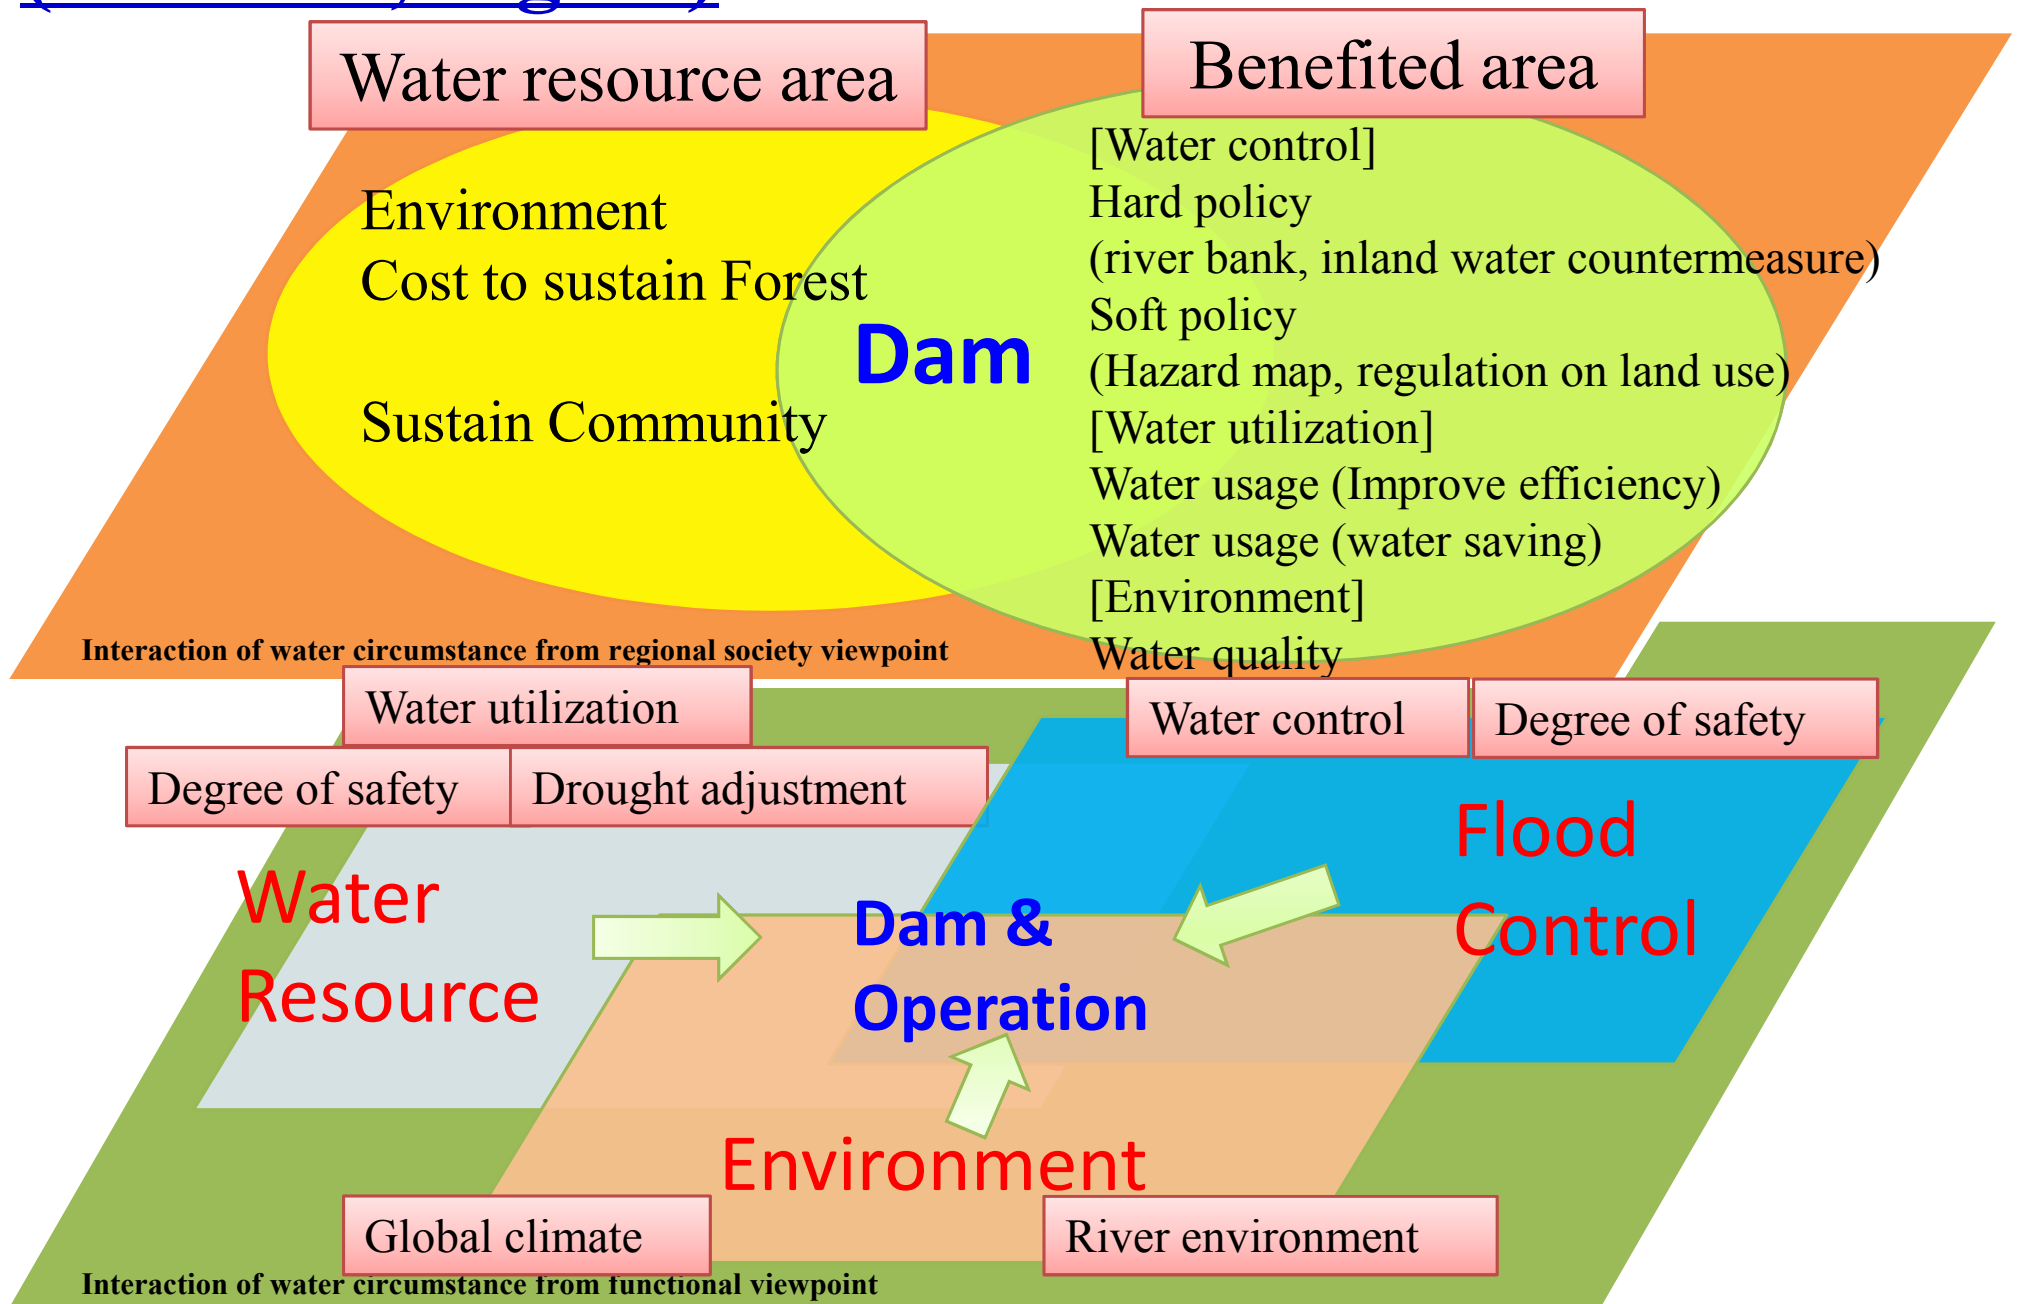 Water resource area
Benefited area
Environment
Cost to sustain Forest
Sustain Community
Dam
[Water control]
Hard policy
(river bank, inland water countermeasure)
Soft policy
(Hazard map, regulation on land use)
[Water utilization]
Water usage (Improve efficiency)
Water usage (water saving)
[Environment]
Water quality
Interaction of water circumstance from regional society viewpoint
Water utilization
Degree of safety
Drought adjustment
Water control
Degree of safety
Water
Resource
Flood
Control
Dam &
Operation
Environment
Global climate
River environment
Interaction of water circumstance from functional viewpoint